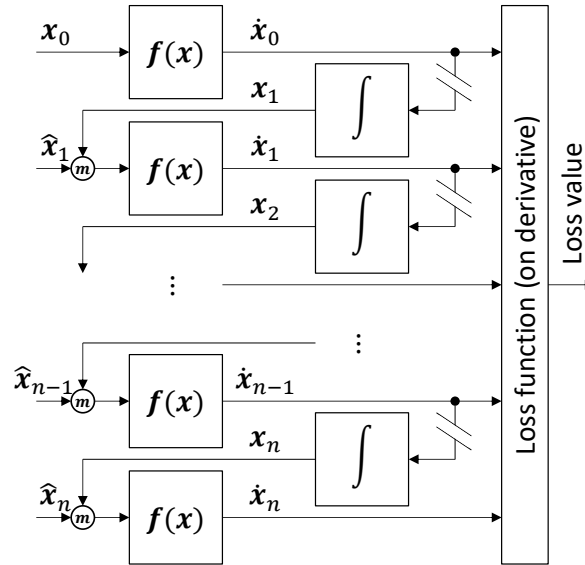 x₀ f(x) ẋ₀
x₁ ∫
x̂₁ m f(x) ẋ₁
x₂ ∫
⋮
⋮
x̂ₙ₋₁ m f(x) ẋₙ₋₁
xₙ ∫
x̂ₙ m f(x) ẋₙ
Loss function (on derivative)
Loss value